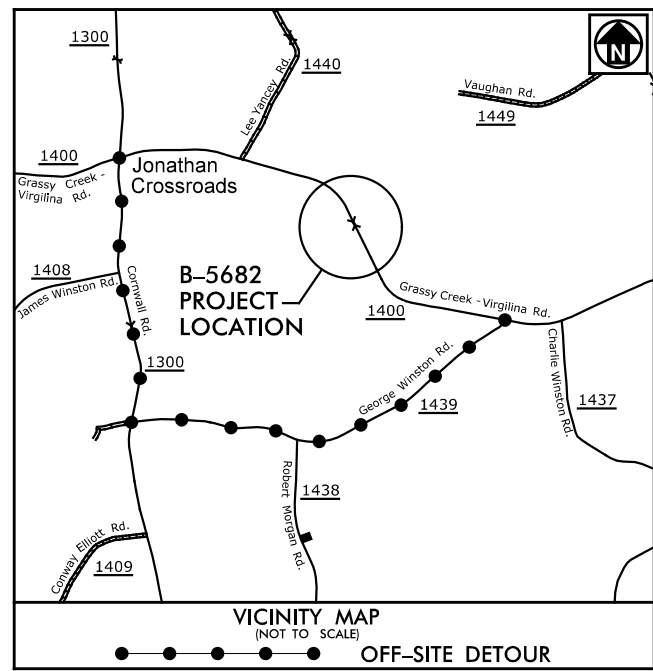 1300
1440
Lee Yancey Rd.
N
Vaughan Rd.
1449
1400
Grassy Creek -
Virgilina Rd.
Jonathan
Crossroads
1408
James Winston Rd.
Cornwall Rd.
B-5682
PROJECT
LOCATION
1400
Grassy Creek - Virgilina Rd.
1300
George Winston Rd.
1439
Charlie Winston Rd.
1437
Robert Morgan Rd.
1438
Conway Elliott Rd.
1409
VICINITY MAP
(NOT TO SCALE)
OFF-SITE DETOUR